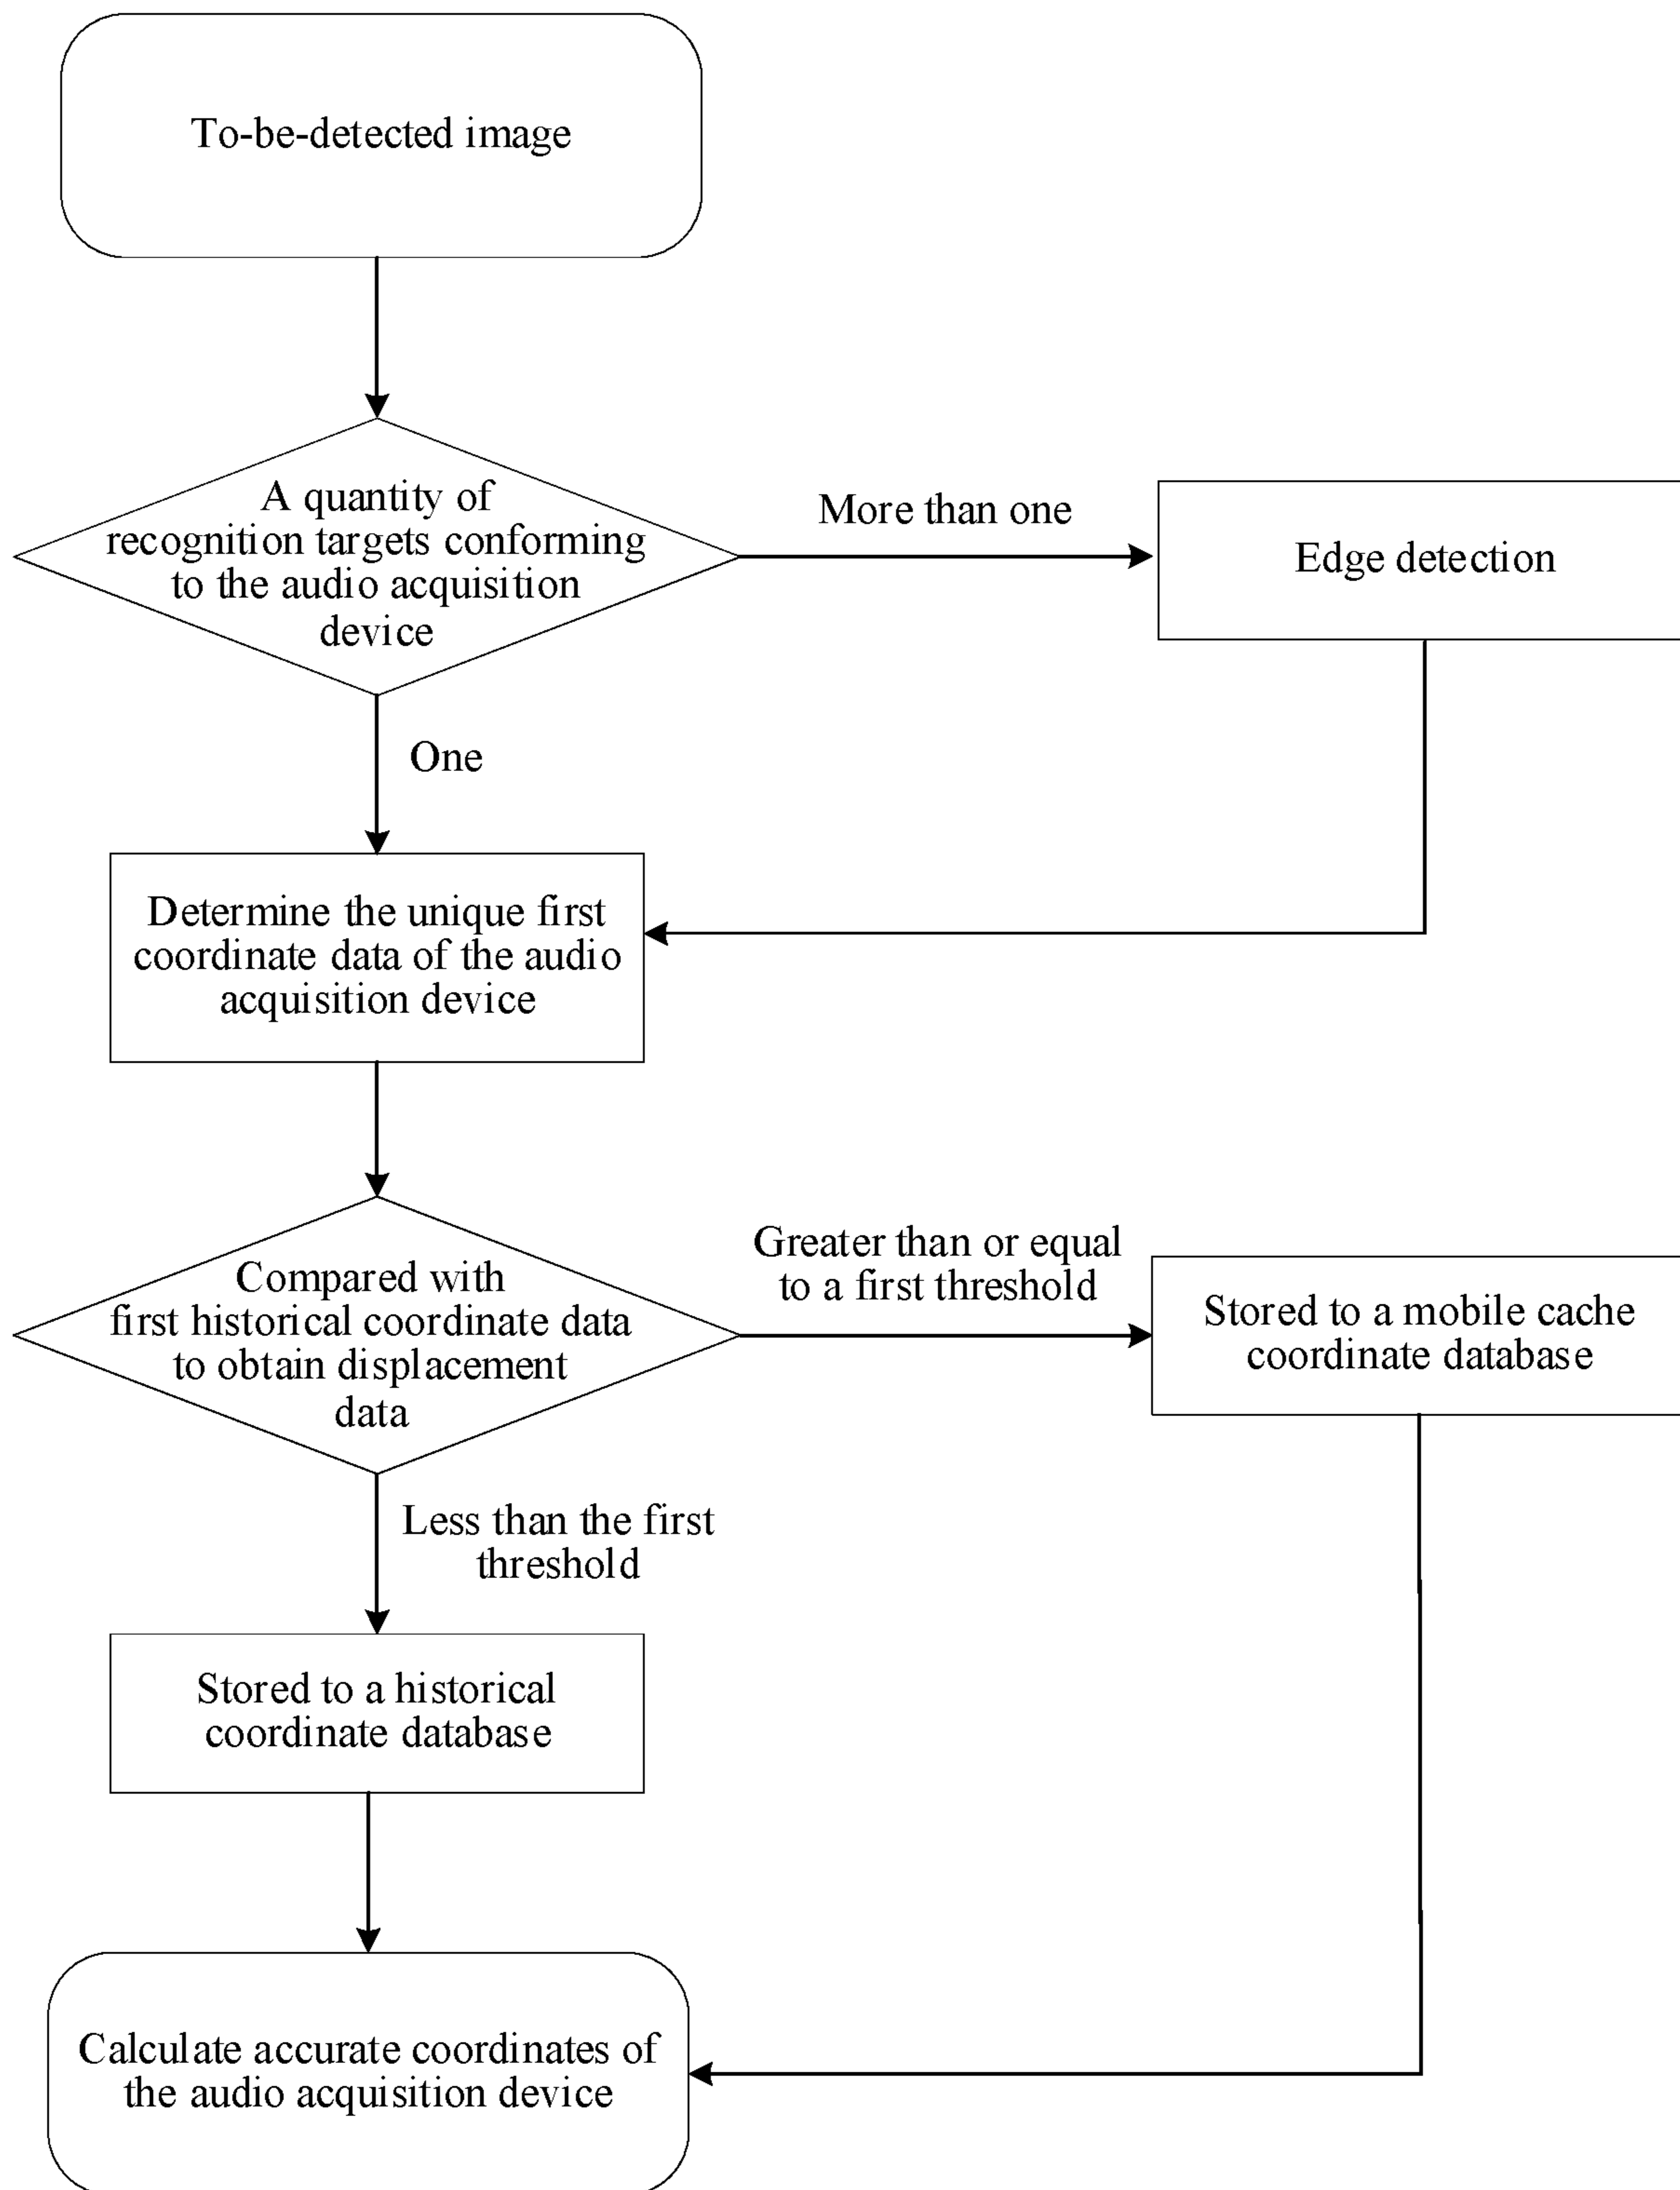 To-be-detected image
A quantity of
recognition targets conforming
to the audio acquisition
device
More than one
Edge detection
One
Determine the unique first
coordinate data of the audio
acquisition device
Compared with
first historical coordinate data
to obtain displacement
data
Greater than or equal
to a first threshold
Stored to a mobile cache
coordinate database
Less than the first
threshold
Stored to a historical
coordinate database
Calculate accurate coordinates of
the audio acquisition device